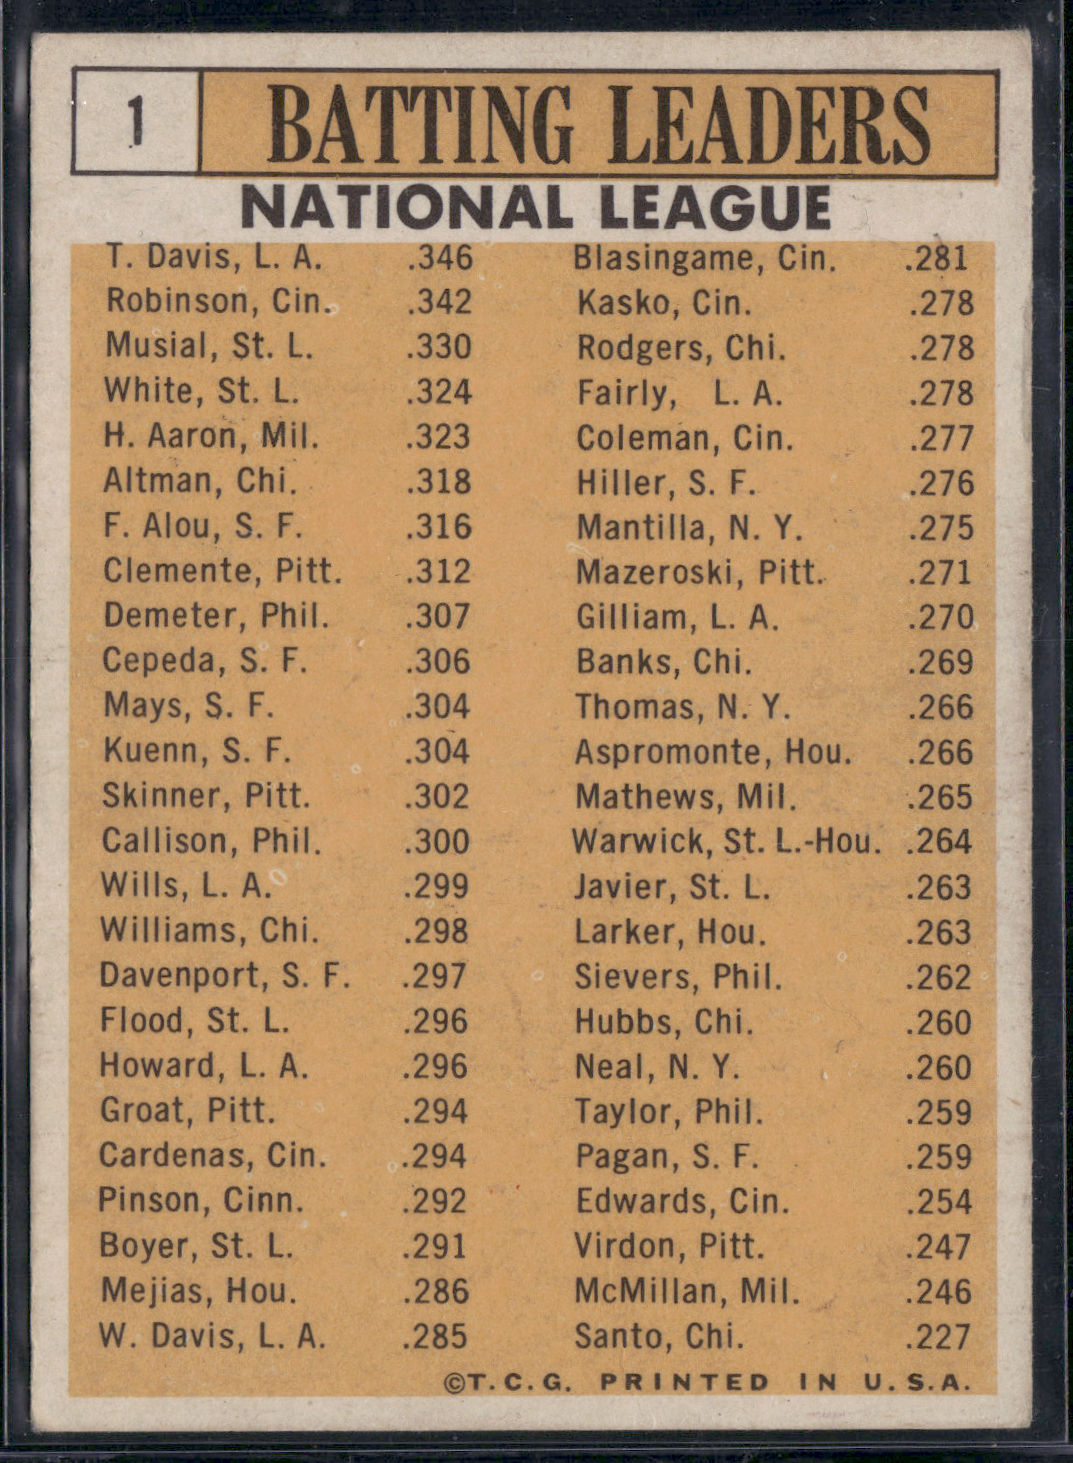 1
BATTING LEADERS
NATIONAL LEAGUE
T. Davis, L. A. .346
Robinson, Cin. .342
Musial, St. L. .330
White, St. L. .324
H. Aaron, Mil. .323
Altman, Chi. .318
F. Alou, S. F. .316
Clemente, Pitt. .312
Demeter, Phil. .307
Cepeda, S. F. .306
Mays, S. F. .304
Kuenn, S. F. .304
Skinner, Pitt. .302
Callison, Phil. .300
Wills, L. A. .299
Williams, Chi. .298
Davenport, S. F. .297
Flood, St. L. .296
Howard, L. A. .296
Groat, Pitt. .294
Cardenas, Cin. .294
Pinson, Cinn. .292
Boyer, St. L. .291
Mejias, Hou. .286
W. Davis, L. A. .285
Blasingame, Cin. .281
Kasko, Cin. .278
Rodgers, Chi. .278
Fairly, L. A. .278
Coleman, Cin. .277
Hiller, S. F. .276
Mantilla, N. Y. .275
Mazeroski, Pitt. .271
Gilliam, L. A. .270
Banks, Chi. .269
Thomas, N. Y. .266
Aspromonte, Hou. .266
Mathews, Mil. .265
Warwick, St. L.-Hou. .264
Javier, St. L. .263
Larker, Hou. .263
Sievers, Phil. .262
Hubbs, Chi. .260
Neal, N. Y. .260
Taylor, Phil. .259
Pagan, S. F. .259
Edwards, Cin. .254
Virdon, Pitt. .247
McMillan, Mil. .246
Santo, Chi. .227
©T.C.G. PRINTED IN U.S.A.